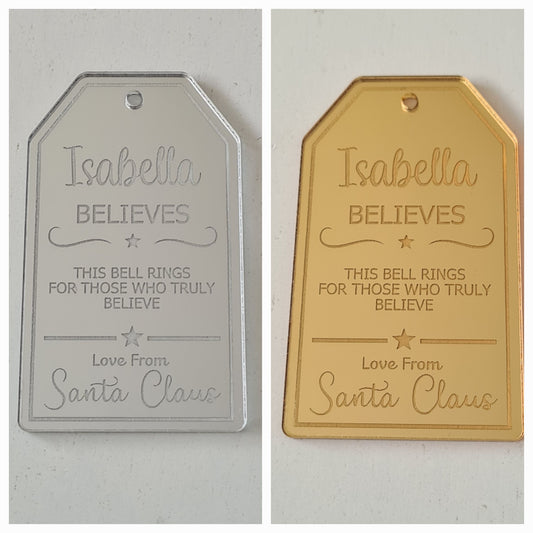 Isabella
BELIEVES
THIS BELL RINGS
FOR THOSE WHO TRULY
BELIEVE
Love From
Santa Claus
Isabella
BELIEVES
THIS BELL RINGS
FOR THOSE WHO TRULY
BELIEVE
Love From
Santa Claus